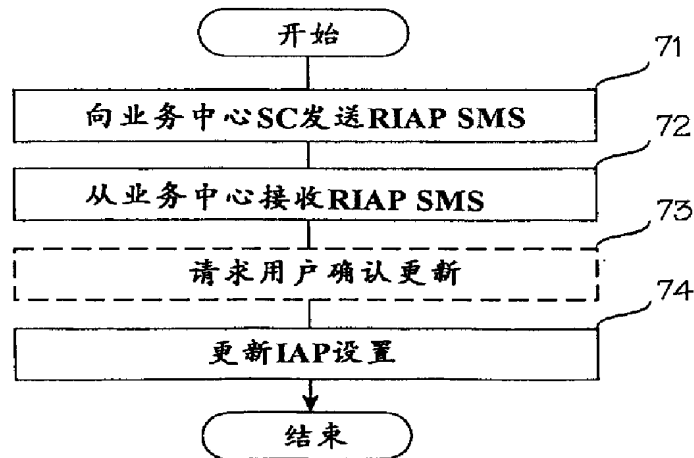 开始
71
向业务中心SC发送RIAP SMS
72
从业务中心接收RIAP SMS
73
请求用户确认更新
74
更新IAP设置
结束